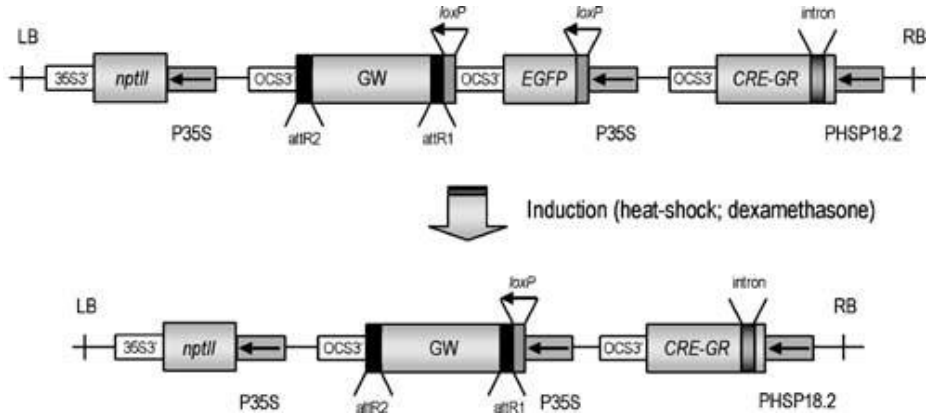 loxP loxP intron
LB RB
35S3' nptII OCS3' GW OCS3' EGFP OCS3' CRE-GR
attR2 attR1
P35S P35S PHSP18.2
Induction (heat-shock; dexamethasone)
loxP intron
LB RB
35S3' nptII OCS3' GW OCS3' CRE-GR
attR2 attR1
P35S P35S PHSP18.2